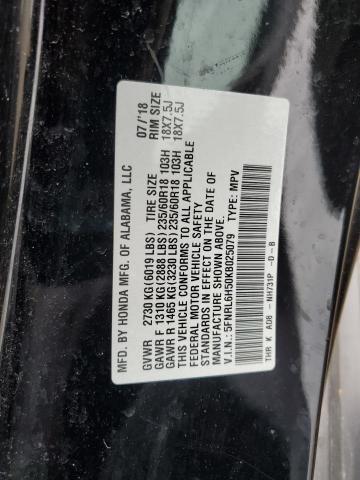 MFD. BY HONDA MFG. OF ALABAMA, LLC 07/'18
TIRE SIZE RIM SIZE
GVWR 2730 KG(6019 LBS)
GAWR F 1310 KG(2888 LBS) 235/60R18 103H 18X7.5J
GAWR R 1465 KG(3230 LBS) 235/60R18 103H 18X7.5J
THIS VEHICLE CONFORMS TO ALL APPLICABLE
FEDERAL MOTOR VEHICLE SAFETY
STANDARDS IN EFFECT ON THE DATE OF
MANUFACTURE SHOWN ABOVE.
V.I.N.: 5FNRL6H50KB025079 TYPE: MPV
THR K AD8 -NH731P -D-B